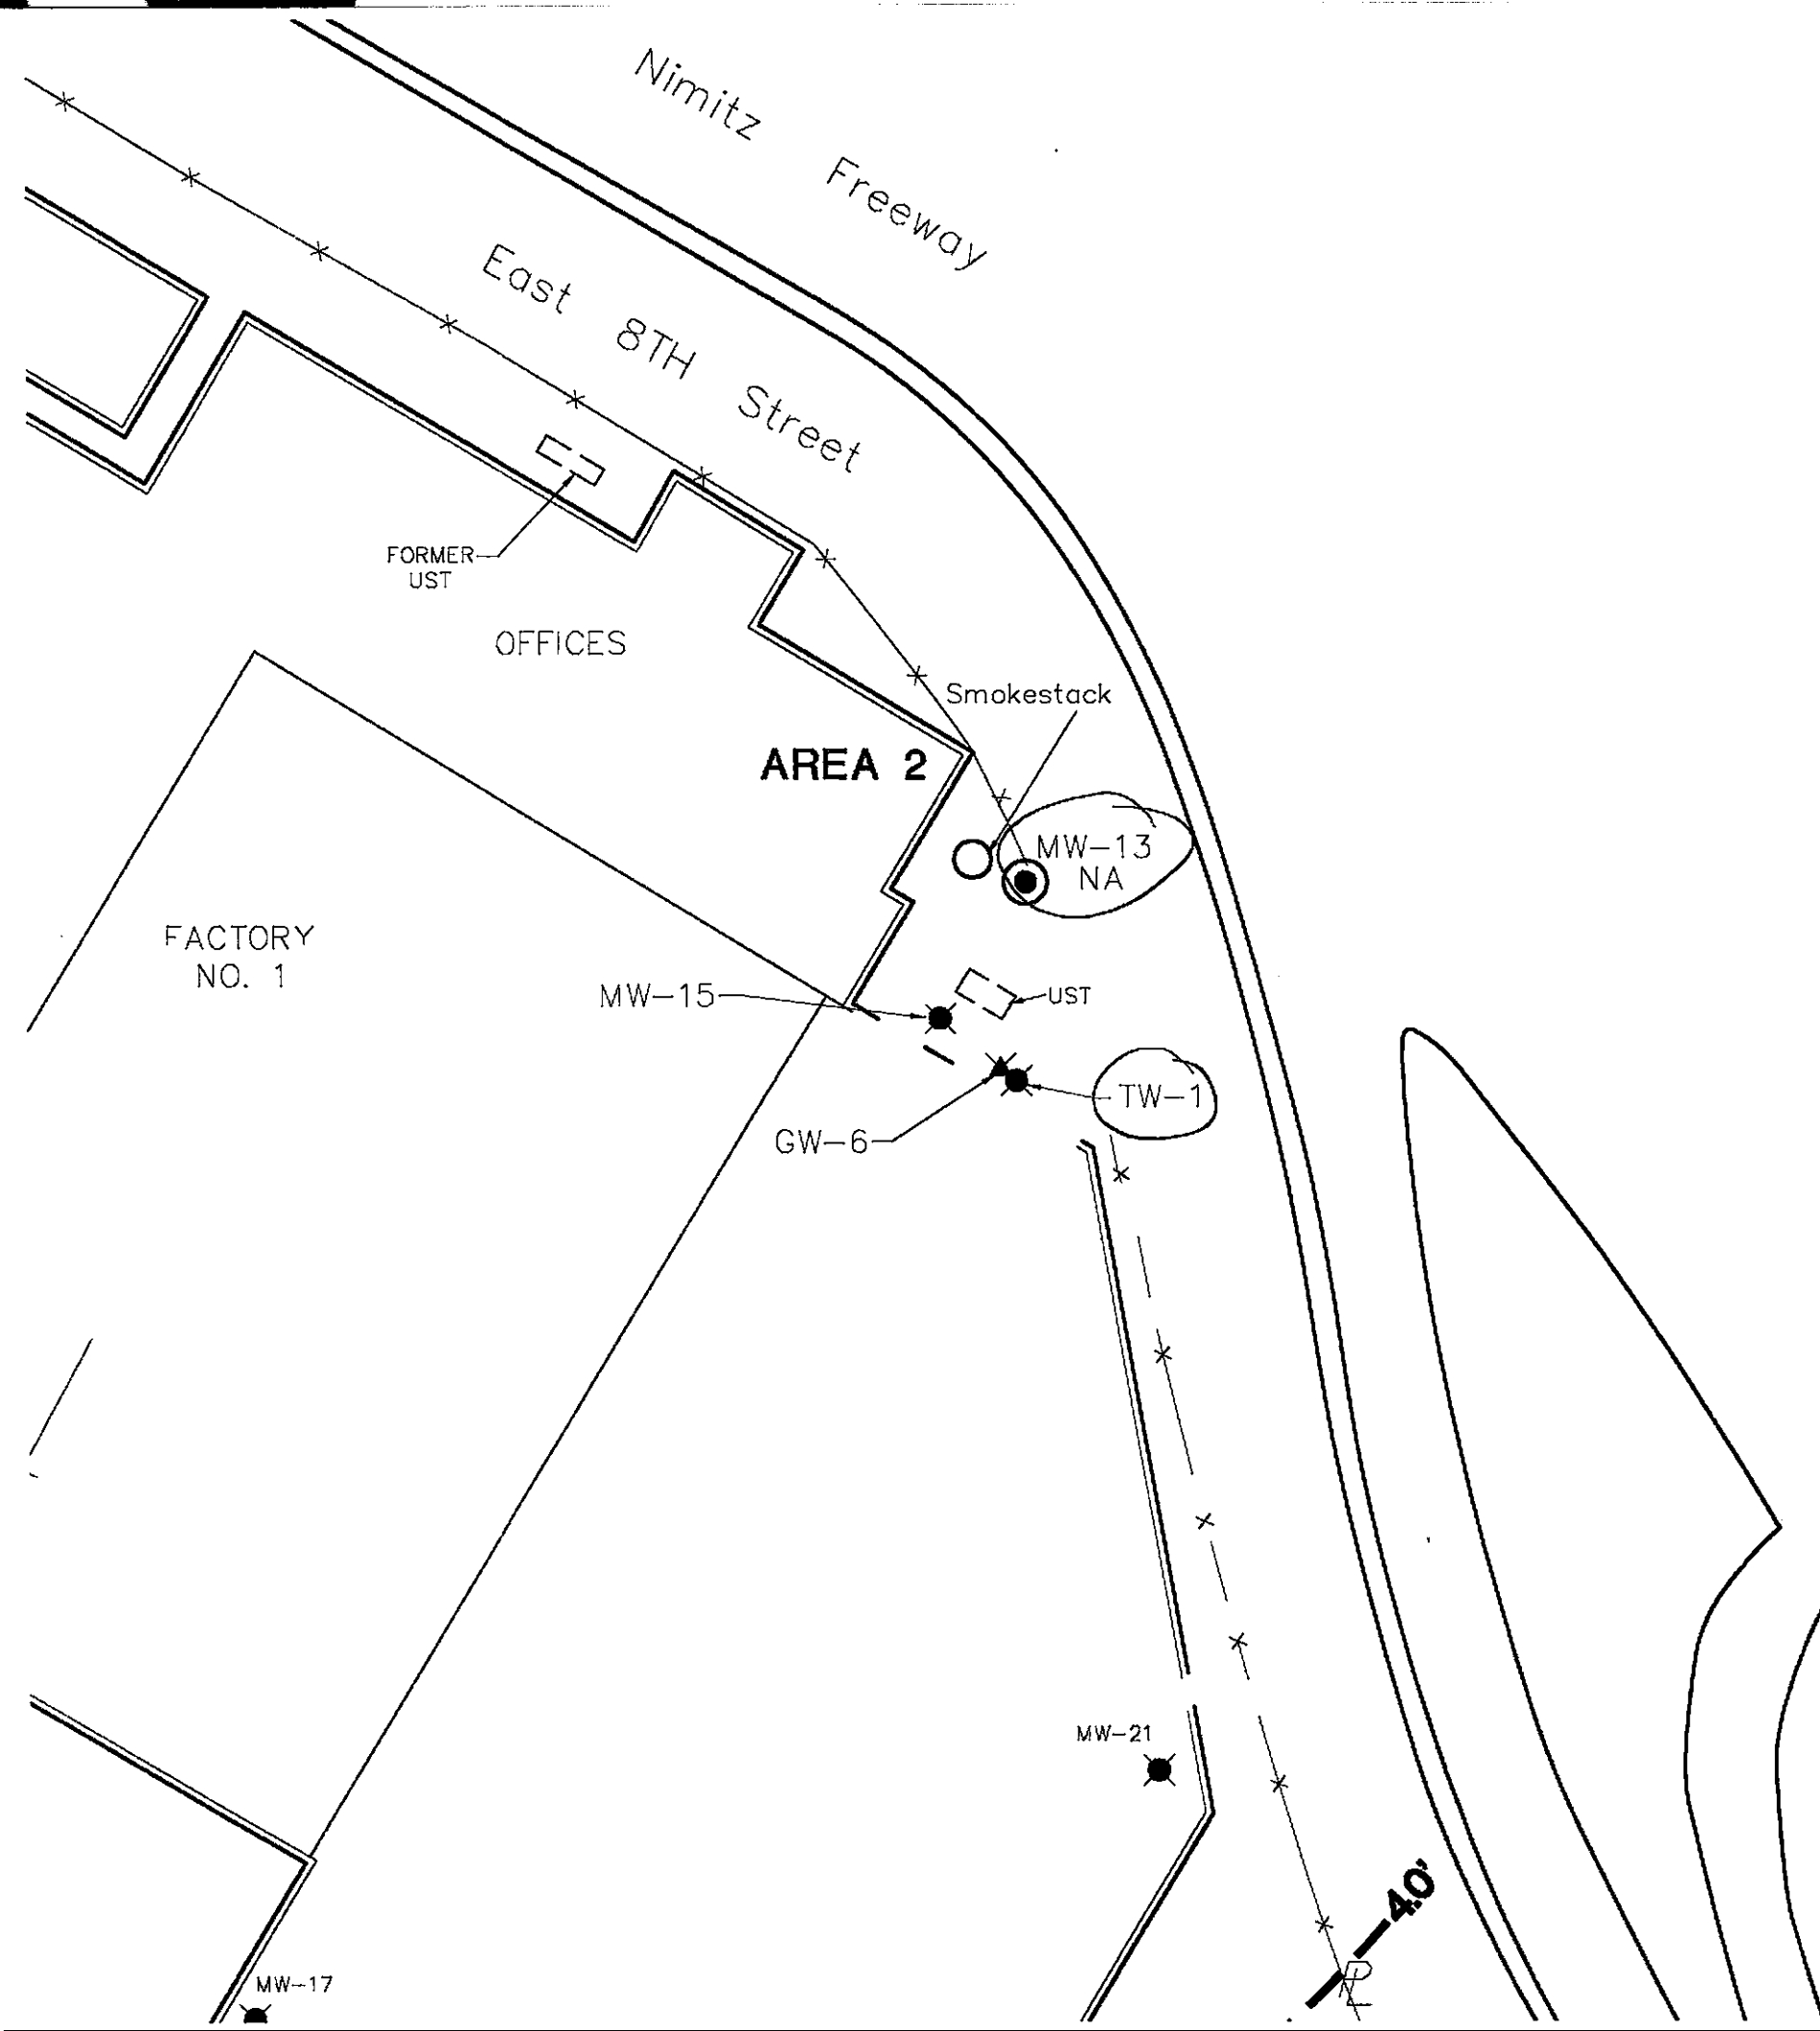 Nimitz Freeway
East 8TH Street
FORMER
UST
OFFICES
Smokestack
AREA 2
MW-13
NA
FACTORY
NO. 1
MW-15
UST
TW-1
GW-6
MW-21
4.0'
PL
MW-17